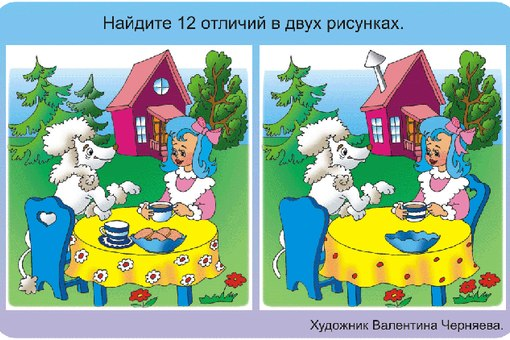 Найдите 12 отличий в двух рисунках.
Художник Валентина Черняева.